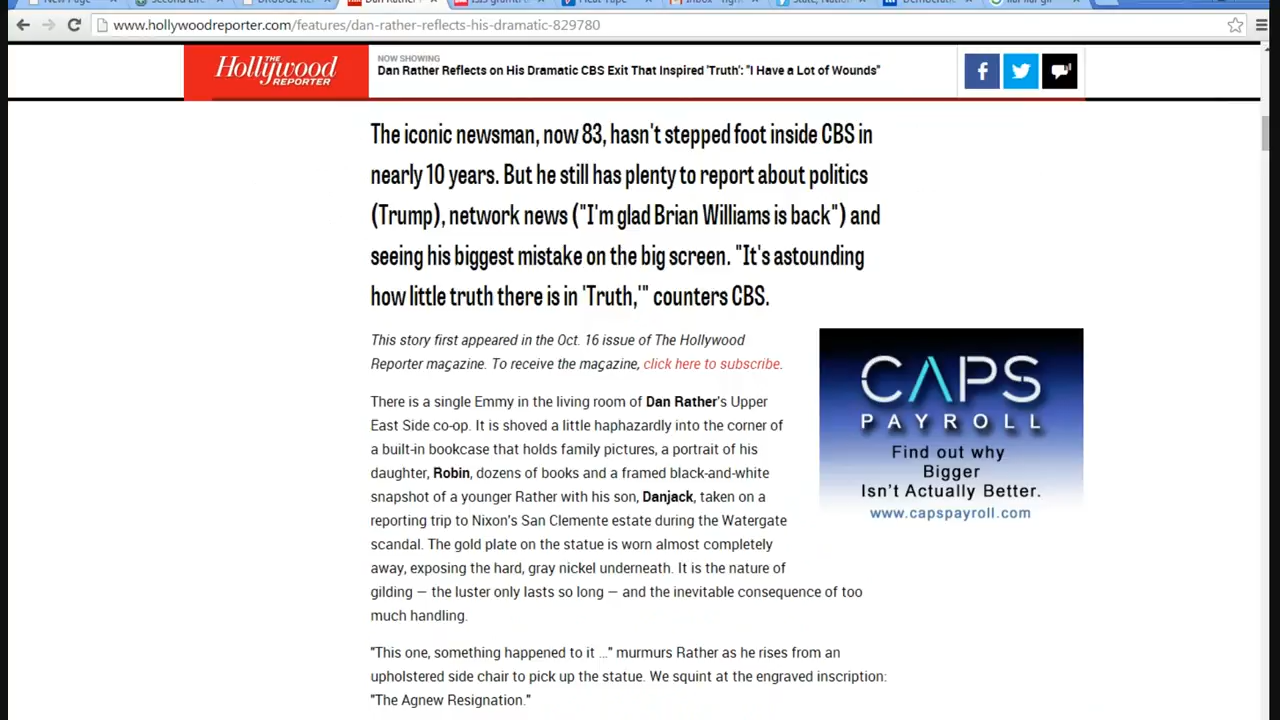 New Page
Second Life
DRUDGE RE
Dan Rather
Inbox
State, Nation
Democratic
www.hollywoodreporter.com/features/dan-rather-reflects-his-dramatic-829780
THE
Hollywood
REPORTER
NOW SHOWING
Dan Rather Reflects on His Dramatic CBS Exit That Inspired 'Truth': "I Have a Lot of Wounds"
The iconic newsman, now 83, hasn't stepped foot inside CBS in
nearly 10 years. But he still has plenty to report about politics
(Trump), network news ("I'm glad Brian Williams is back") and
seeing his biggest mistake on the big screen. "It's astounding
how little truth there is in 'Truth,'" counters CBS.
This story first appeared in the Oct. 16 issue of The Hollywood
Reporter magazine. To receive the magazine, click here to subscribe.
There is a single Emmy in the living room of Dan Rather's Upper
East Side co-op. It is shoved a little haphazardly into the corner of
a built-in bookcase that holds family pictures, a portrait of his
daughter, Robin, dozens of books and a framed black-and-white
snapshot of a younger Rather with his son, Danjack, taken on a
reporting trip to Nixon's San Clemente estate during the Watergate
scandal. The gold plate on the statue is worn almost completely
away, exposing the hard, gray nickel underneath. It is the nature of
gilding — the luster only lasts so long — and the inevitable consequence of too
much handling.
"This one, something happened to it ..." murmurs Rather as he rises from an
upholstered side chair to pick up the statue. We squint at the engraved inscription:
"The Agnew Resignation."
CAPS
PAYROLL
Find out why
Bigger
Isn't Actually Better.
www.capspayroll.com